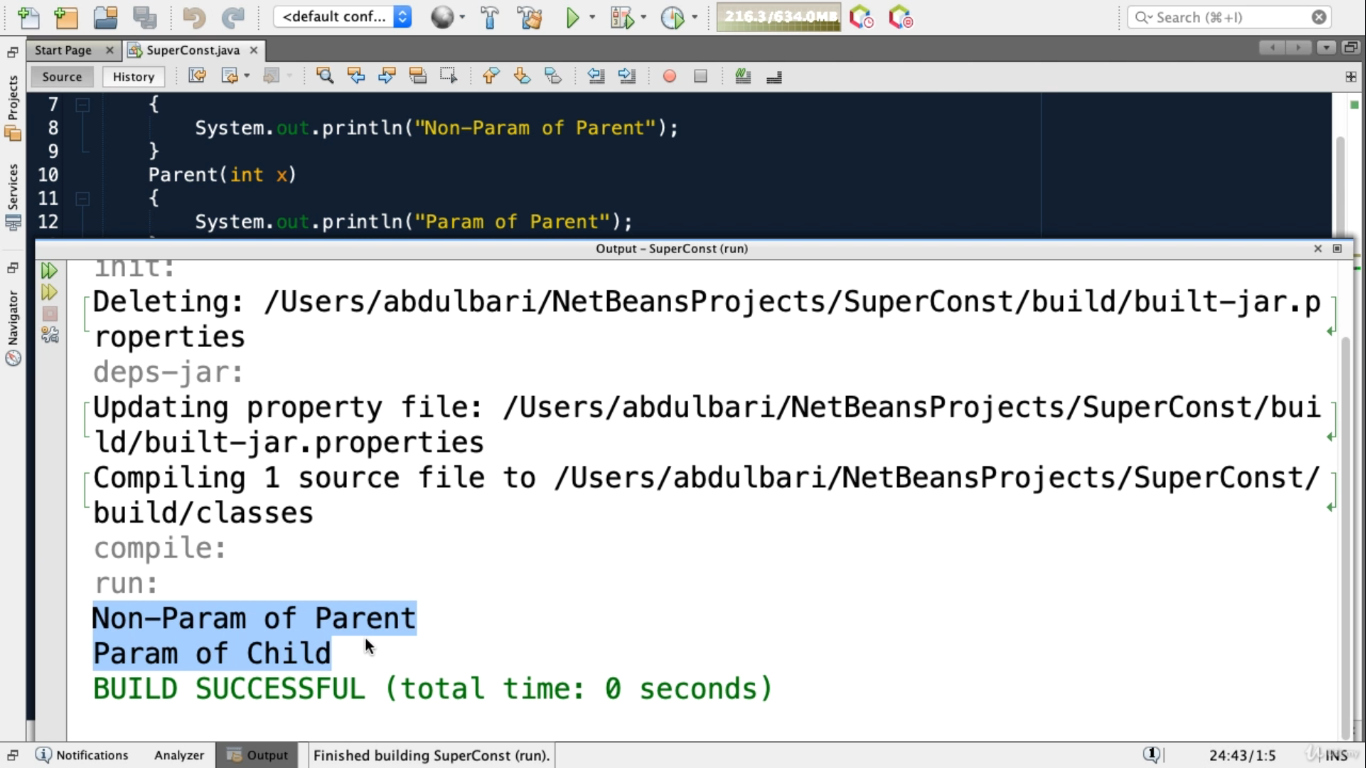 <default conf...
216.3/634.0MB
Search (⌘+I)
Start Page
SuperConst.java
Source
History
Projects
Services
Navigator
7 {
8 System.out.println("Non-Param of Parent");
9 }
10 Parent(int x)
11 {
12 System.out.println("Param of Parent");
Output - SuperConst (run)
init:
Deleting: /Users/abdulbari/NetBeansProjects/SuperConst/build/built-jar.p
roperties
deps-jar:
Updating property file: /Users/abdulbari/NetBeansProjects/SuperConst/bui
ld/built-jar.properties
Compiling 1 source file to /Users/abdulbari/NetBeansProjects/SuperConst/
build/classes
compile:
run:
Non-Param of Parent
Param of Child
BUILD SUCCESSFUL (total time: 0 seconds)
Notifications
Analyzer
Output
Finished building SuperConst (run).
1
24:43/1:5
INS